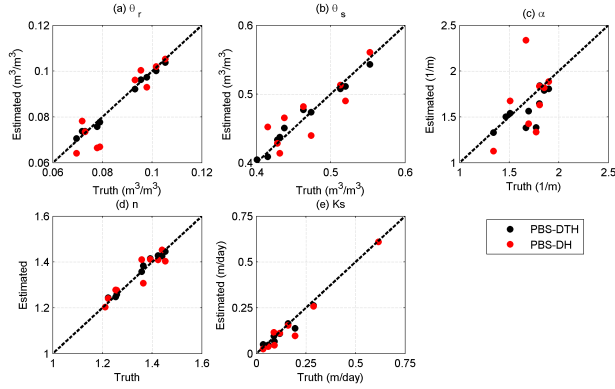 (a) θr
(b) θs
(c) α
Estimated (m³/m³)
0.12
0.1
0.08
0.06
0.06
0.08
0.1
0.12
Truth (m³/m³)
Estimated (m³/m³)
0.6
0.5
0.4
0.4
0.5
0.6
Truth (m³/m³)
Estimated (1/m)
2.5
2
1.5
1
1
1.5
2
2.5
Truth (1/m)
(d) n
(e) Ks
Estimated
1.6
1.4
1.2
1
1
1.2
1.4
1.6
Truth
Estimated (m/day)
0.75
0.5
0.25
0
0
0.25
0.5
0.75
Truth (m/day)
PBS-DTH
PBS-DH